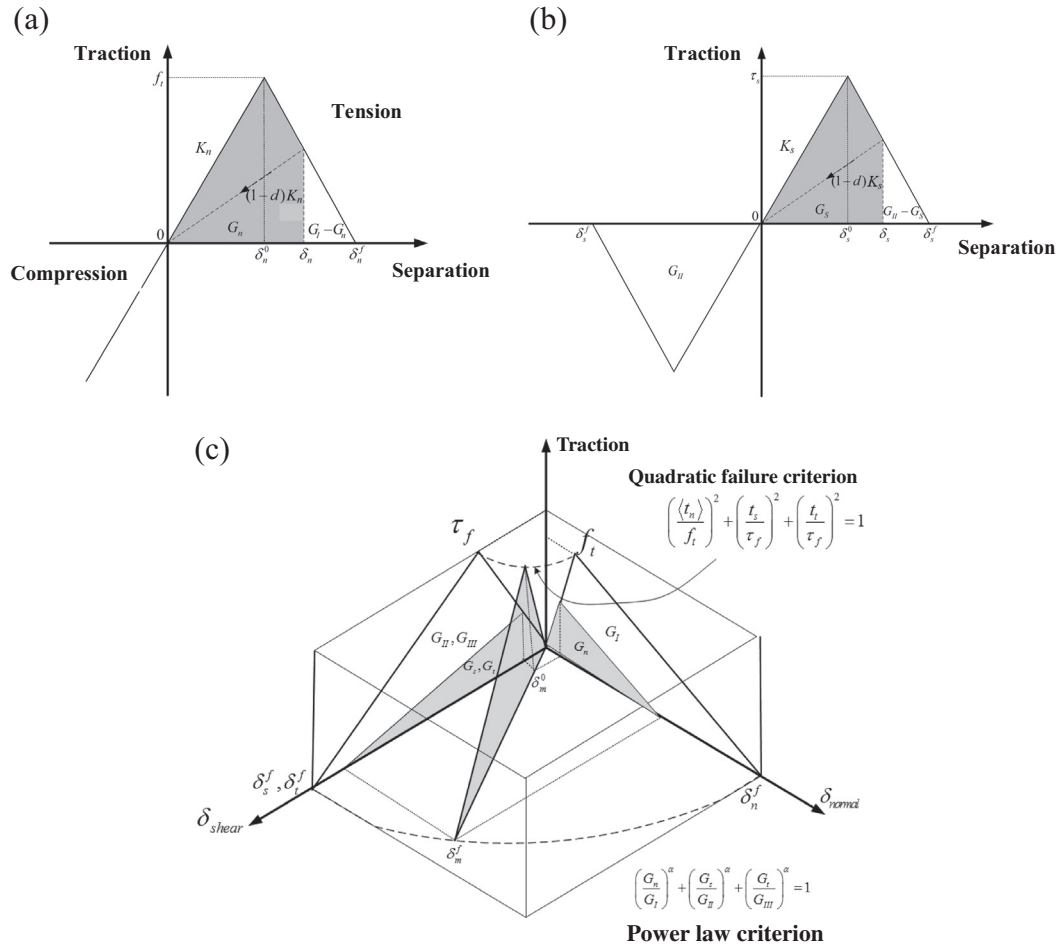 (a)
Traction
f_t
Tension
K_n
(1-d)K_n
G_n
G_I-G_n
0
δ_n^0
δ_n
δ_n^f
Compression
Separation
(b)
Traction
τ_s
K_s
(1-d)K_s
G_S
G_II-G_S
0
δ_s^f
δ_s^0
δ_s
δ_s^f
G_II
Separation
(c)
Traction
Quadratic failure criterion
(⟨t_n⟩/f_t)^2+(t_s/τ_f)^2+(t_t/τ_f)^2=1
τ_f
f_t
G_II,G_III
G_I
G_s,G_t
G_n
δ_m^0
δ_s^f,δ_t^f
δ_shear
δ_n^f
δ_normal
δ_m^f
(G_n/G_I)^α+(G_s/G_II)^α+(G_t/G_III)^α=1
Power law criterion